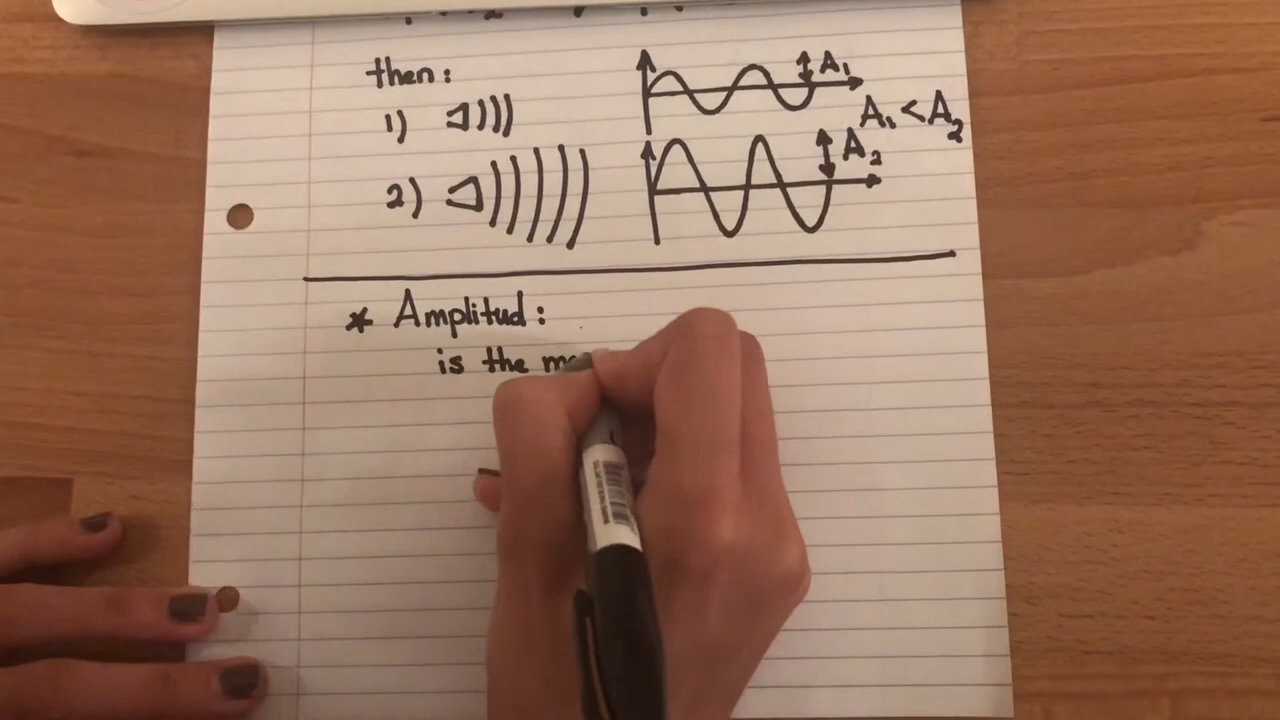 then:
1)
A₁
A₁ < A₂
2)
A₂
* Amplitud:
is the